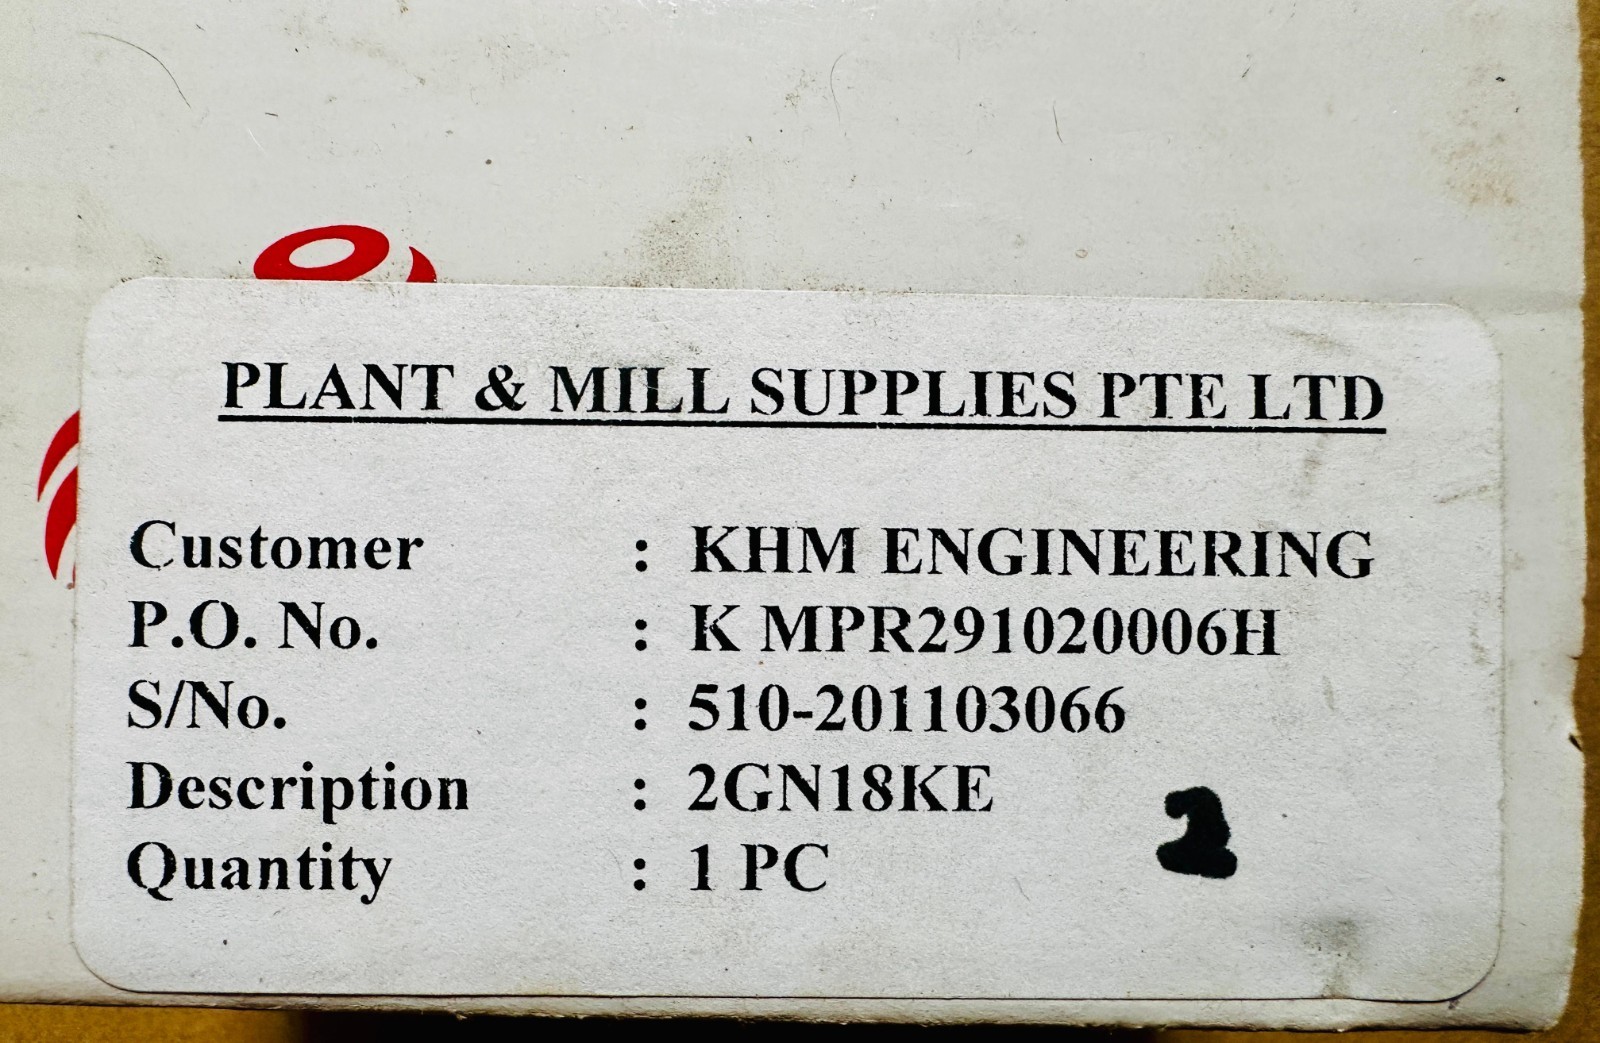 PLANT & MILL SUPPLIES PTE LTD
Customer : KHM ENGINEERING
P.O. No. : K MPR291020006H
S/No. : 510-201103066
Description : 2GN18KE
Quantity : 1 PC
2